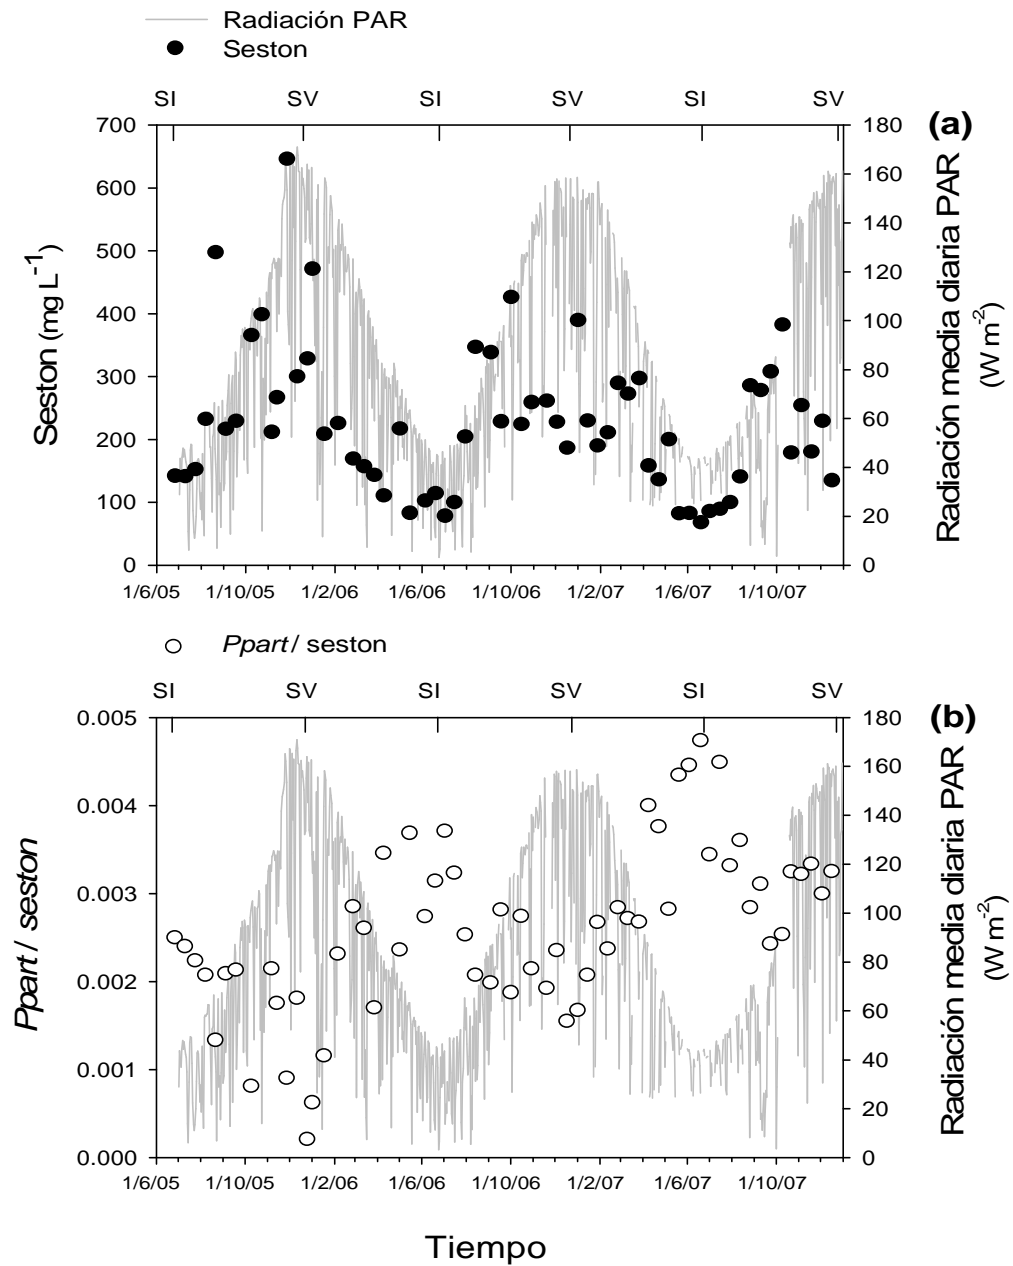 Radiación PAR
Seston
SI SV SI SV SI SV
700 600 500 400 300 200 100 0
Seston (mg L-1)
180 160 140 120 100 80 60 40 20 0
(a)
Radiación media diaria PAR
(W m-2)
1/6/05 1/10/05 1/2/06 1/6/06 1/10/06 1/2/07 1/6/07 1/10/07
Ppart / seston
SI SV SI SV SI SV
0.005 0.004 0.003 0.002 0.001 0.000
Ppart / seston
180 160 140 120 100 80 60 40 20 0
(b)
Radiación media diaria PAR
(W m-2)
1/6/05 1/10/05 1/2/06 1/6/06 1/10/06 1/2/07 1/6/07 1/10/07
Tiempo